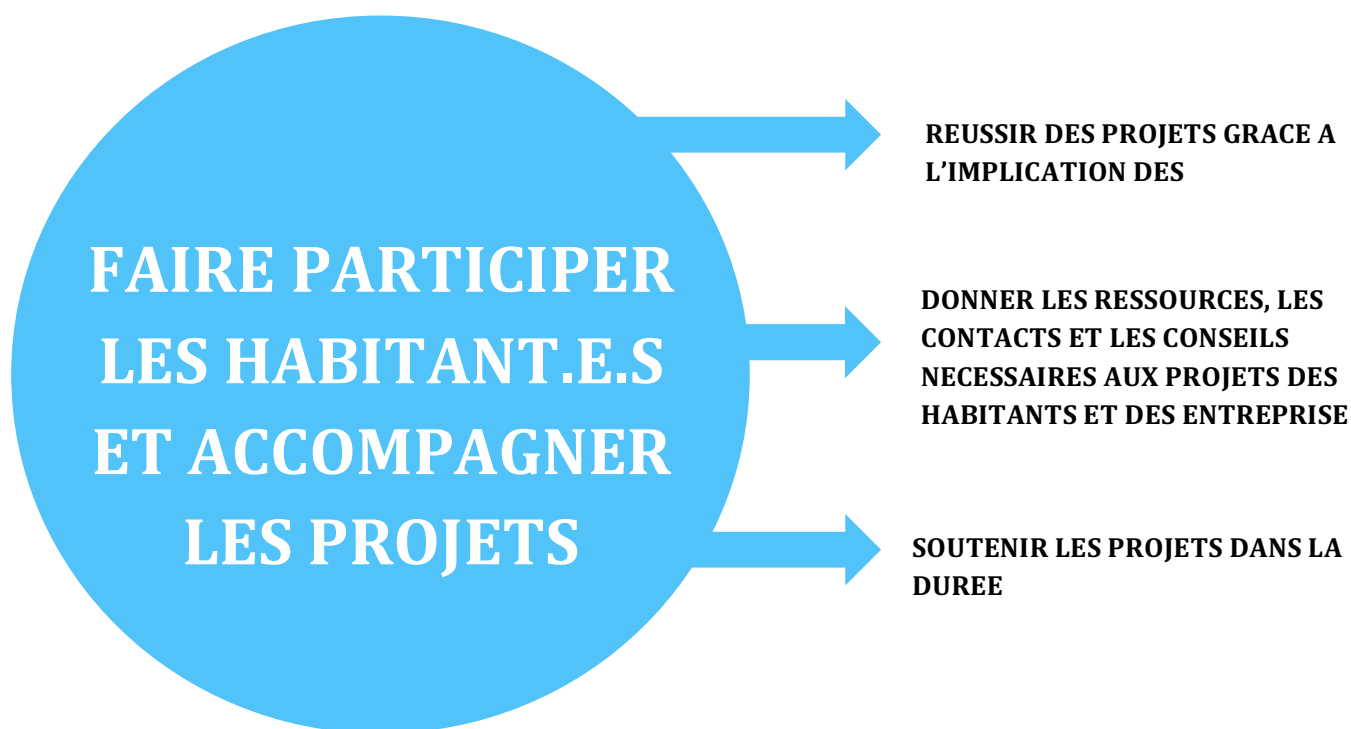 FAIRE PARTICIPER
LES HABITANT.E.S
ET ACCOMPAGNER
LES PROJETS
REUSSIR DES PROJETS GRACE A
L’IMPLICATION DES
DONNER LES RESSOURCES, LES
CONTACTS ET LES CONSEILS
NECESSAIRES AUX PROJETS DES
HABITANTS ET DES ENTREPRISE
SOUTENIR LES PROJETS DANS LA
DUREE